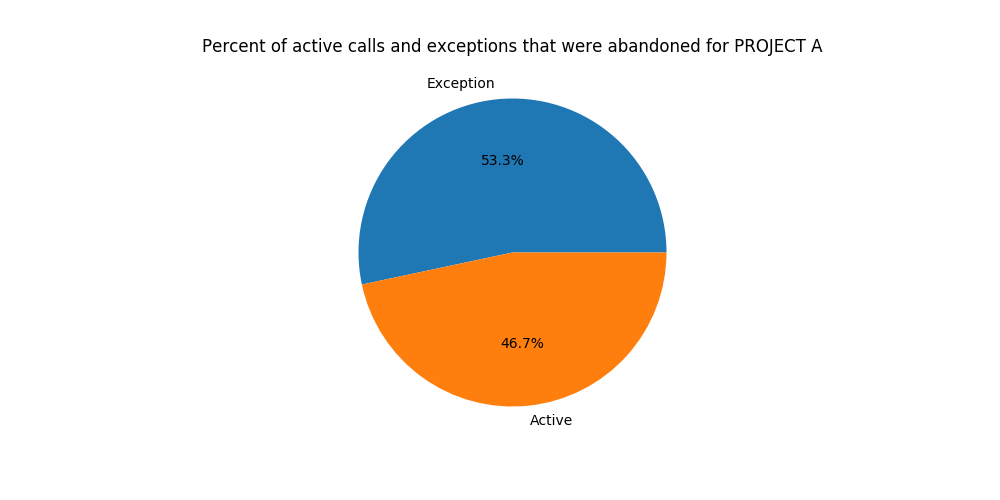 Percent of active calls and exceptions that were abandoned for PROJECT A
Exception
53.3%
46.7%
Active